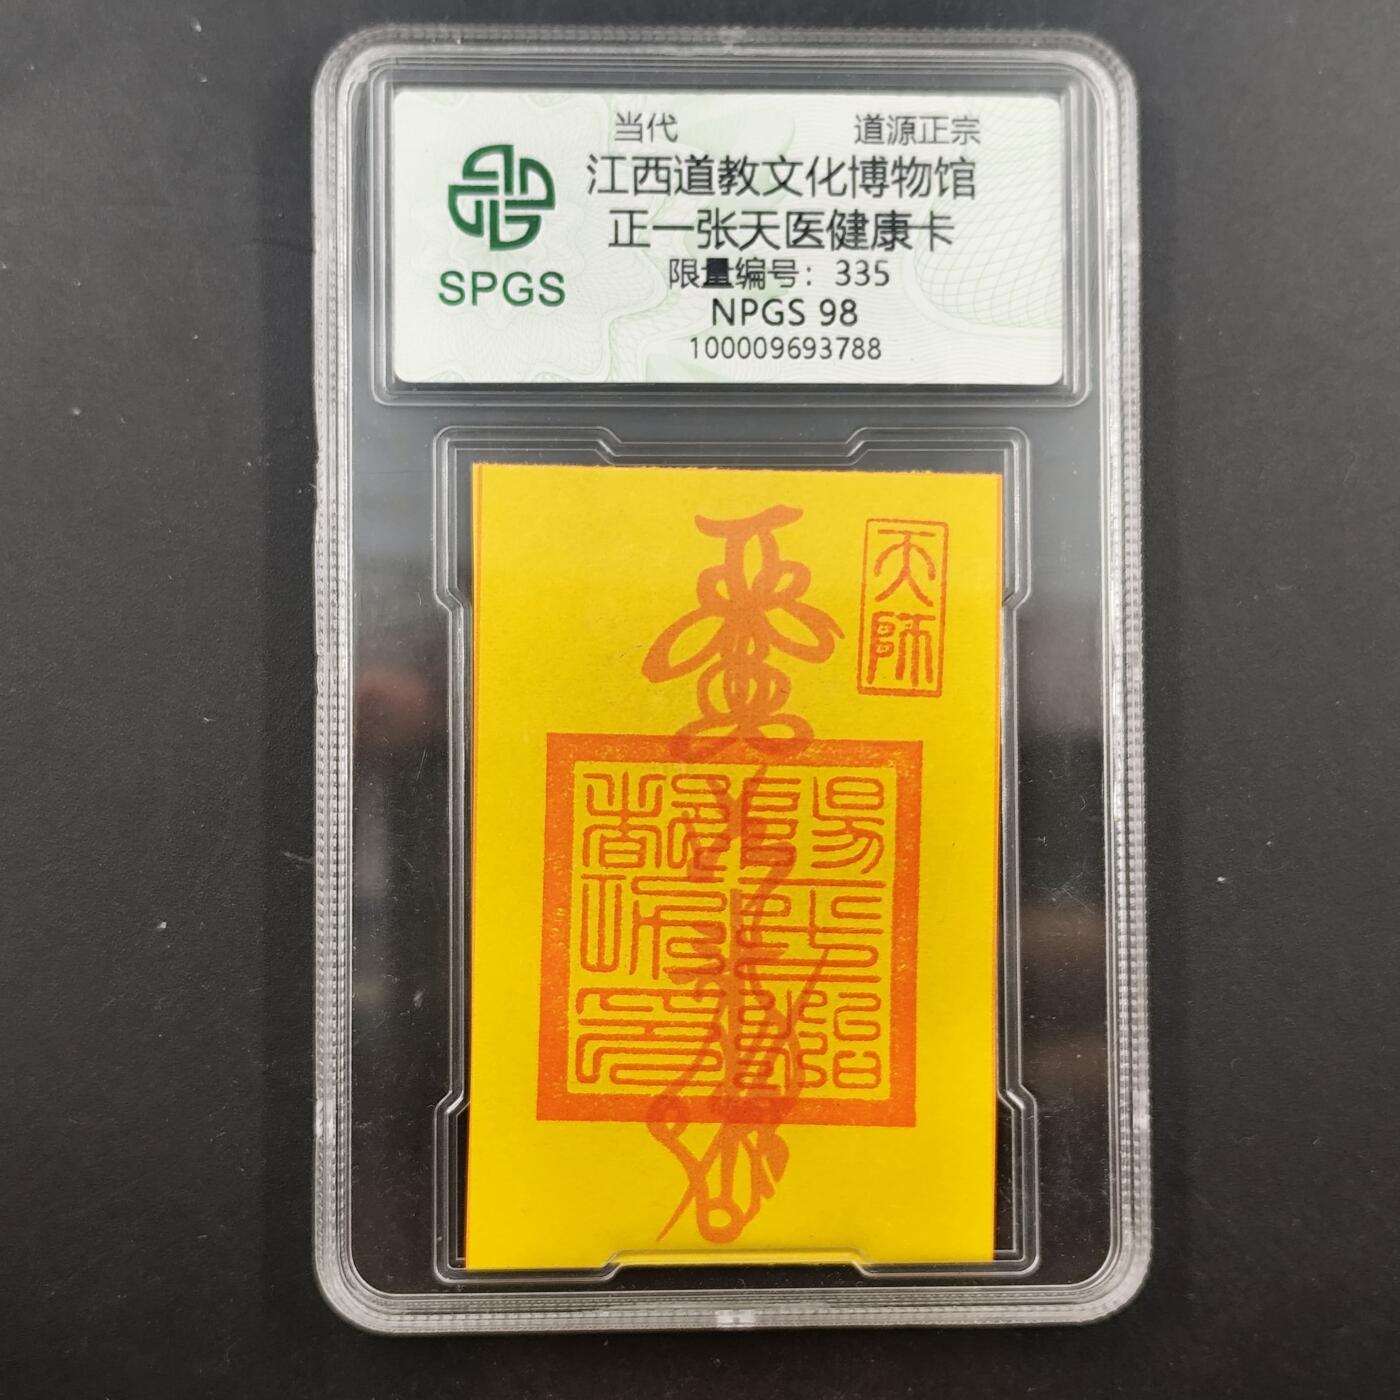 当代 道源正宗
江西道教文化博物馆
正一张天医健康卡
限量编号：335
NPGS 98
100009693788
SPGS
天师